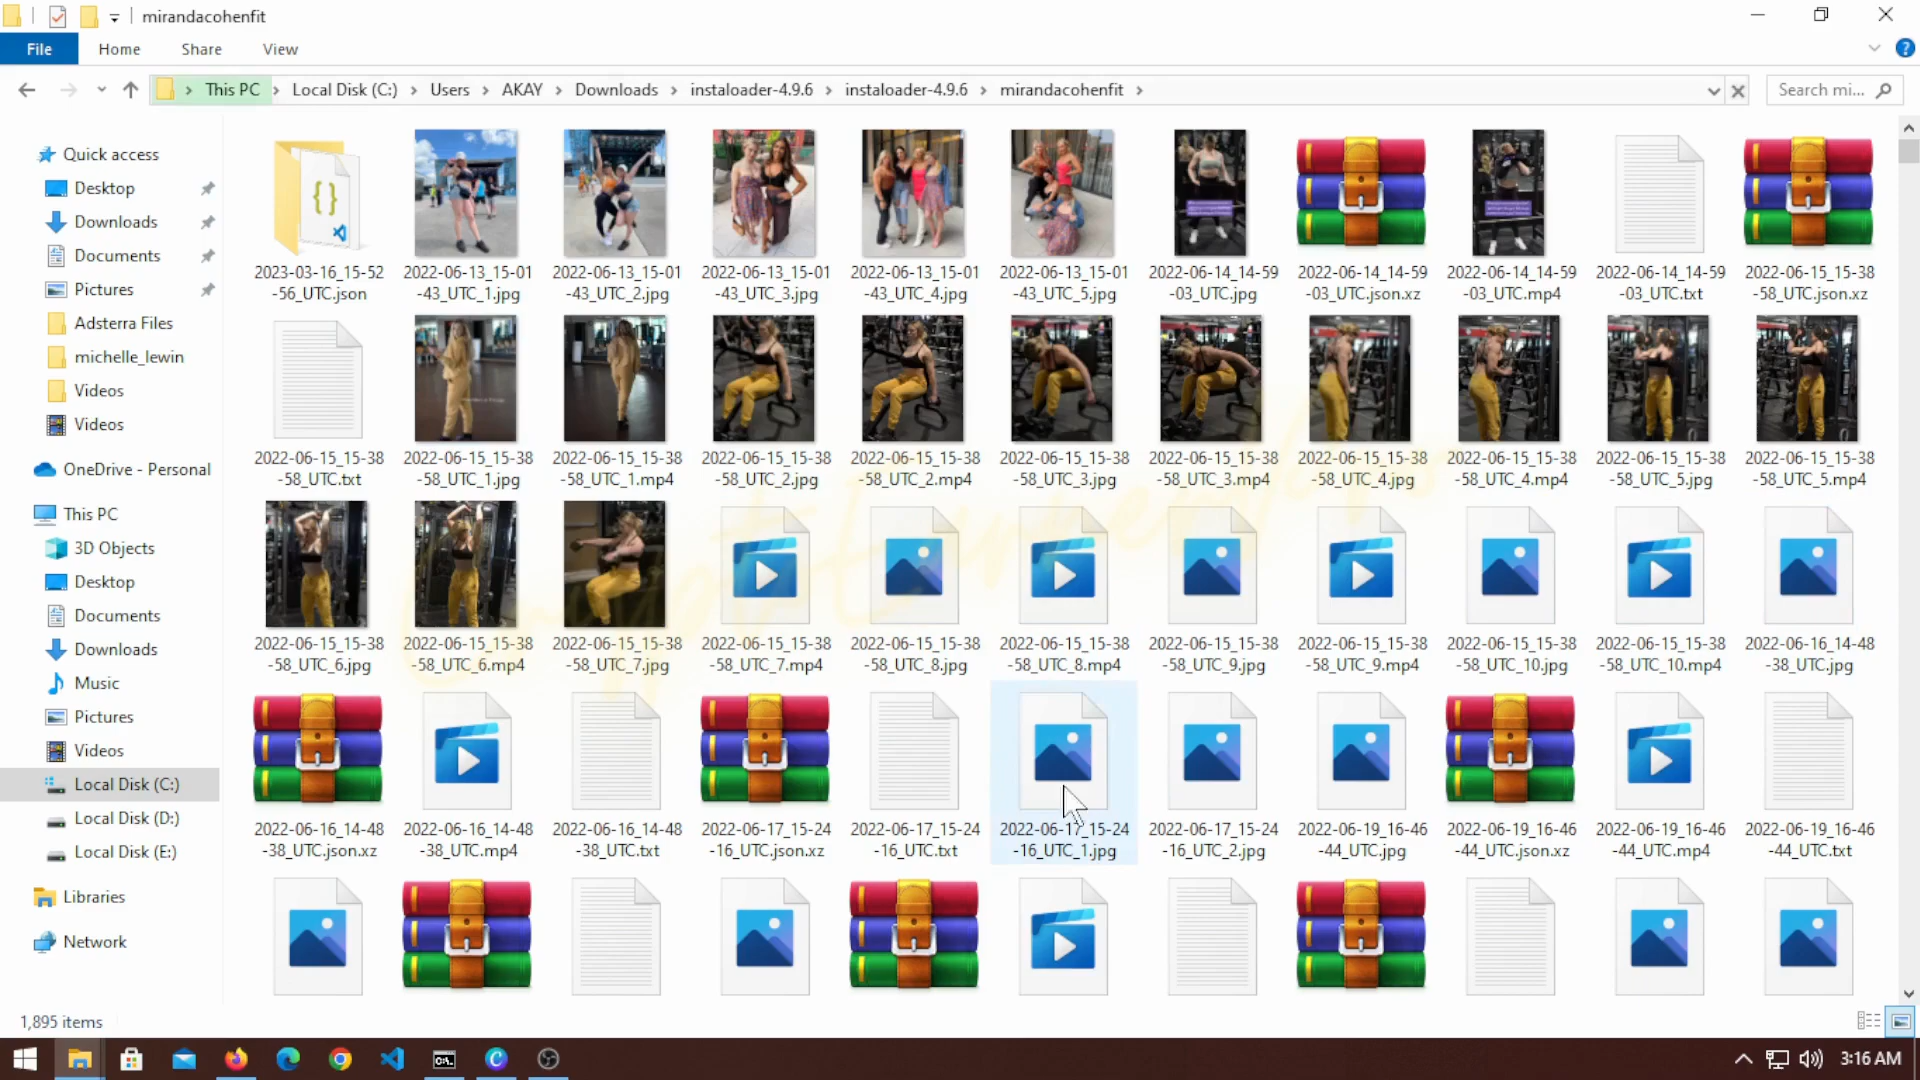 mirandacohenfit
File Home Share View
This PC Local Disk (C:) Users AKAY Downloads instaloader-4.9.6 instaloader-4.9.6 mirandacohenfit
Search mi...
Quick access
Desktop
Downloads
Documents
Pictures
Adsterra Files
michelle_lewin
Videos
Videos
OneDrive - Personal
This PC
3D Objects
Desktop
Documents
Downloads
Music
Pictures
Videos
Local Disk (C:)
Local Disk (D:)
Local Disk (E:)
Libraries
Network
2023-03-16_15-52 2022-06-13_15-01 2022-06-13_15-01 2022-06-13_15-01 2022-06-13_15-01 2022-06-13_15-01 2022-06-14_14-59 2022-06-14_14-59 2022-06-14_14-59 2022-06-14_14-59 2022-06-15_15-38
-56_UTC.json -43_UTC_1.jpg -43_UTC_2.jpg -43_UTC_3.jpg -43_UTC_4.jpg -43_UTC_5.jpg -03_UTC.jpg -03_UTC.json.xz -03_UTC.mp4 -03_UTC.txt -58_UTC.json.xz
2022-06-15_15-38 2022-06-15_15-38 2022-06-15_15-38 2022-06-15_15-38 2022-06-15_15-38 2022-06-15_15-38 2022-06-15_15-38 2022-06-15_15-38 2022-06-15_15-38 2022-06-15_15-38 2022-06-15_15-38
-58_UTC.txt -58_UTC_1.jpg -58_UTC_1.mp4 -58_UTC_2.jpg -58_UTC_2.mp4 -58_UTC_3.jpg -58_UTC_3.mp4 -58_UTC_4.jpg -58_UTC_4.mp4 -58_UTC_5.jpg -58_UTC_5.mp4
2022-06-15_15-38 2022-06-15_15-38 2022-06-15_15-38 2022-06-15_15-38 2022-06-15_15-38 2022-06-15_15-38 2022-06-15_15-38 2022-06-15_15-38 2022-06-15_15-38 2022-06-15_15-38 2022-06-16_14-48
-58_UTC_6.jpg -58_UTC_6.mp4 -58_UTC_7.jpg -58_UTC_7.mp4 -58_UTC_8.jpg -58_UTC_8.mp4 -58_UTC_9.jpg -58_UTC_9.mp4 -58_UTC_10.jpg -58_UTC_10.mp4 -38_UTC.jpg
2022-06-16_14-48 2022-06-16_14-48 2022-06-16_14-48 2022-06-17_15-24 2022-06-17_15-24 2022-06-17_15-24 2022-06-17_15-24 2022-06-19_16-46 2022-06-19_16-46 2022-06-19_16-46 2022-06-19_16-46
-38_UTC.json.xz -38_UTC.mp4 -38_UTC.txt -16_UTC.json.xz -16_UTC.txt -16_UTC_1.jpg -16_UTC_2.jpg -44_UTC.jpg -44_UTC.json.xz -44_UTC.mp4 -44_UTC.txt
1,895 items
3:16 AM